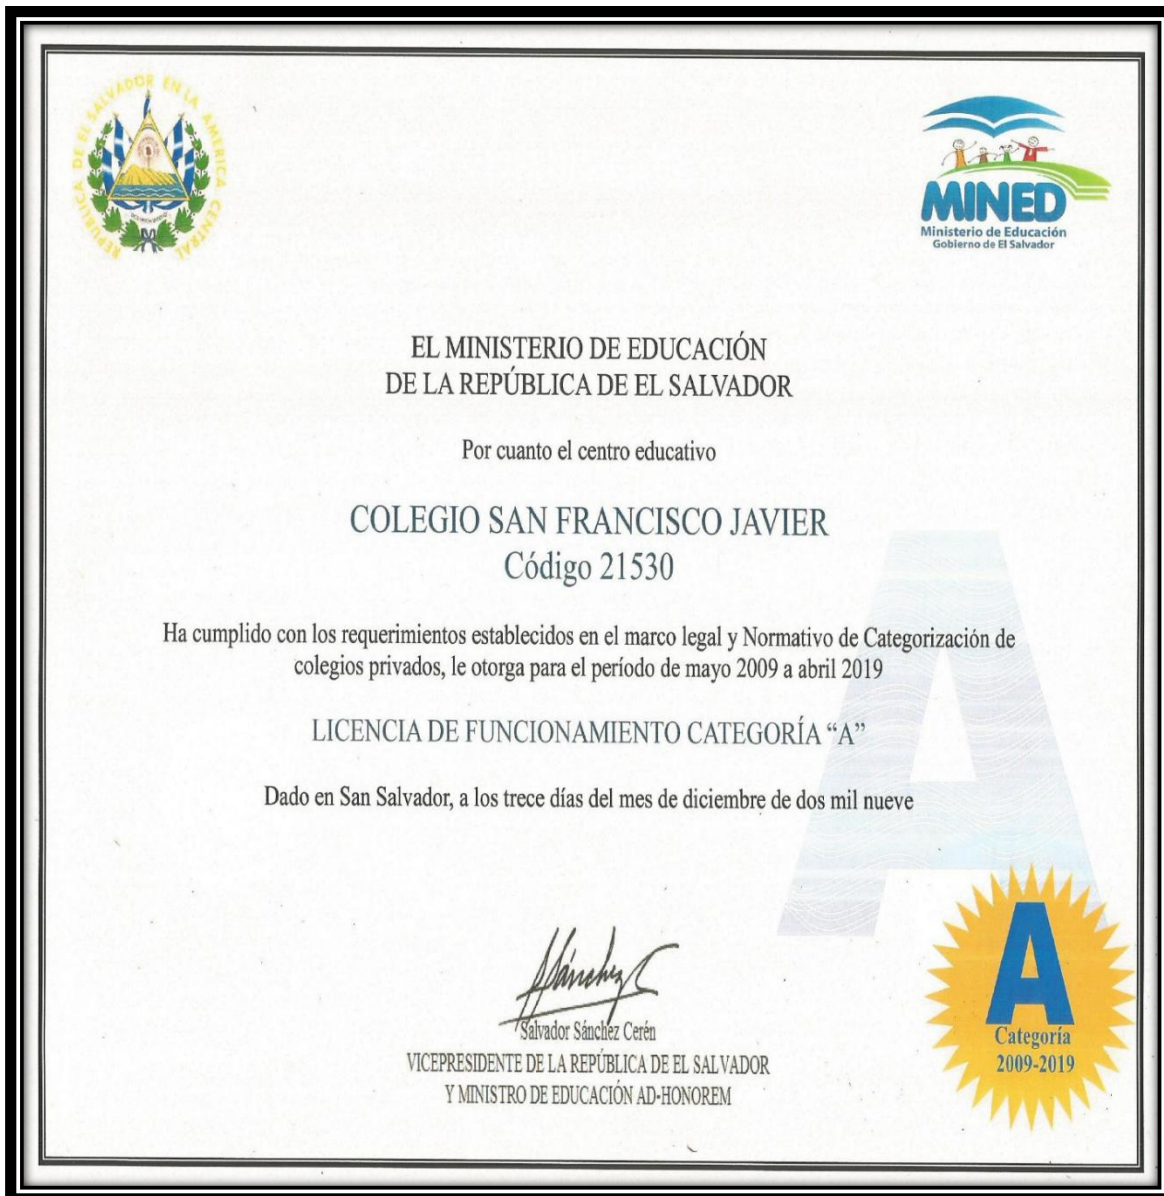 REPÚBLICA DE EL SALVADOR EN LA AMERICA CENTRAL
MINED
Ministerio de Educación
Gobierno de El Salvador
EL MINISTERIO DE EDUCACIÓN
DE LA REPÚBLICA DE EL SALVADOR
Por cuanto el centro educativo
COLEGIO SAN FRANCISCO JAVIER
Código 21530
Ha cumplido con los requerimientos establecidos en el marco legal y Normativo de Categorización de
colegios privados, le otorga para el período de mayo 2009 a abril 2019
LICENCIA DE FUNCIONAMIENTO CATEGORÍA “A”
Dado en San Salvador, a los trece días del mes de diciembre de dos mil nueve
Salvador Sánchez Cerén
VICEPRESIDENTE DE LA REPÚBLICA DE EL SALVADOR
Y MINISTRO DE EDUCACIÓN AD-HONOREM
A
A
Categoría
2009-2019